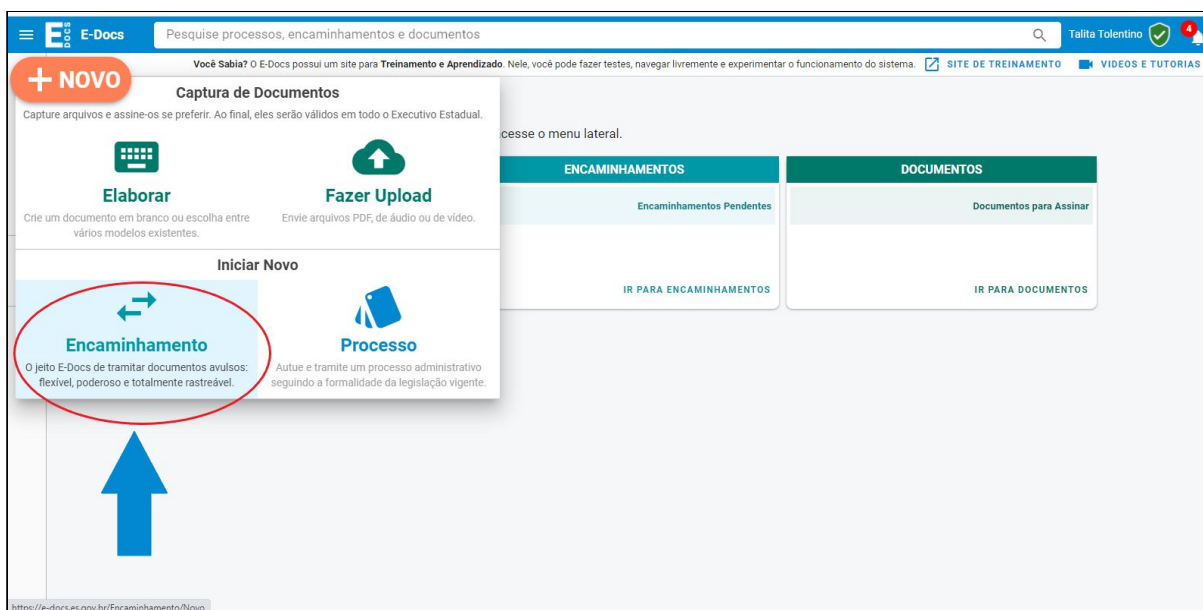 E DOCS E-Docs Pesquise processos, encaminhamentos e documentos Talita Tolentino 4
+ NOVO
Você Sabia? O E-Docs possui um site para Treinamento e Aprendizado. Nele, você pode fazer testes, navegar livremente e experimentar o funcionamento do sistema. SITE DE TREINAMENTO VIDEOS E TUTORIAS
Captura de Documentos
Capture arquivos e assine-os se preferir. Ao final, eles serão válidos em todo o Executivo Estadual.
Elaborar
Crie um documento em branco ou escolha entre
vários modelos existentes.
Fazer Upload
Envie arquivos PDF, de áudio ou de vídeo.
Iniciar Novo
Encaminhamento
O jeito E-Docs de tramitar documentos avulsos:
flexível, poderoso e totalmente rastreável.
Processo
Autue e tramite um processo administrativo
seguindo a formalidade da legislação vigente.
cesse o menu lateral.
ENCAMINHAMENTOS
Encaminhamentos Pendentes
IR PARA ENCAMINHAMENTOS
DOCUMENTOS
Documentos para Assinar
IR PARA DOCUMENTOS
https://e-docs.es.gov.br/Encaminhamento/Novo